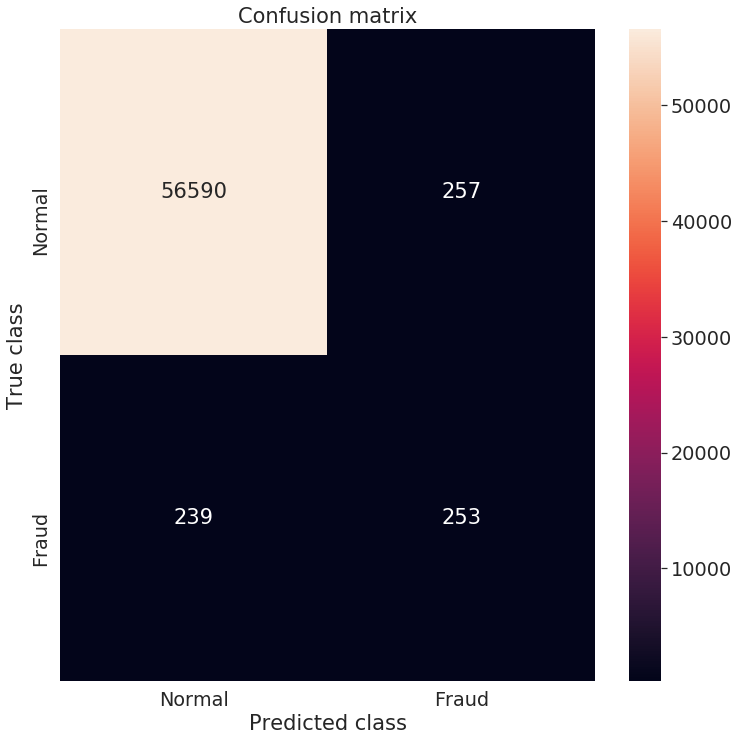 Confusion matrix
True class
Normal
Fraud
56590
257
239
253
Normal
Fraud
Predicted class
50000
40000
30000
20000
10000